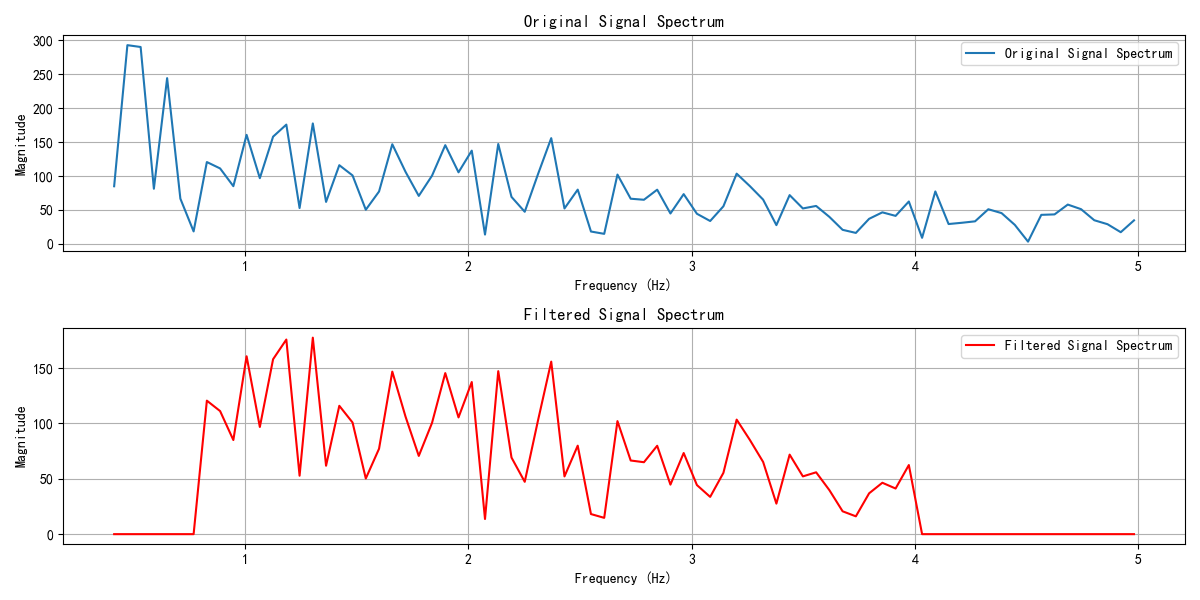 Original Signal Spectrum
300
250
200
150
100
50
0
Magnitude
Original Signal Spectrum
1 2 3 4 5
Frequency (Hz)
Filtered Signal Spectrum
150
100
50
0
Magnitude
Filtered Signal Spectrum
1 2 3 4 5
Frequency (Hz)